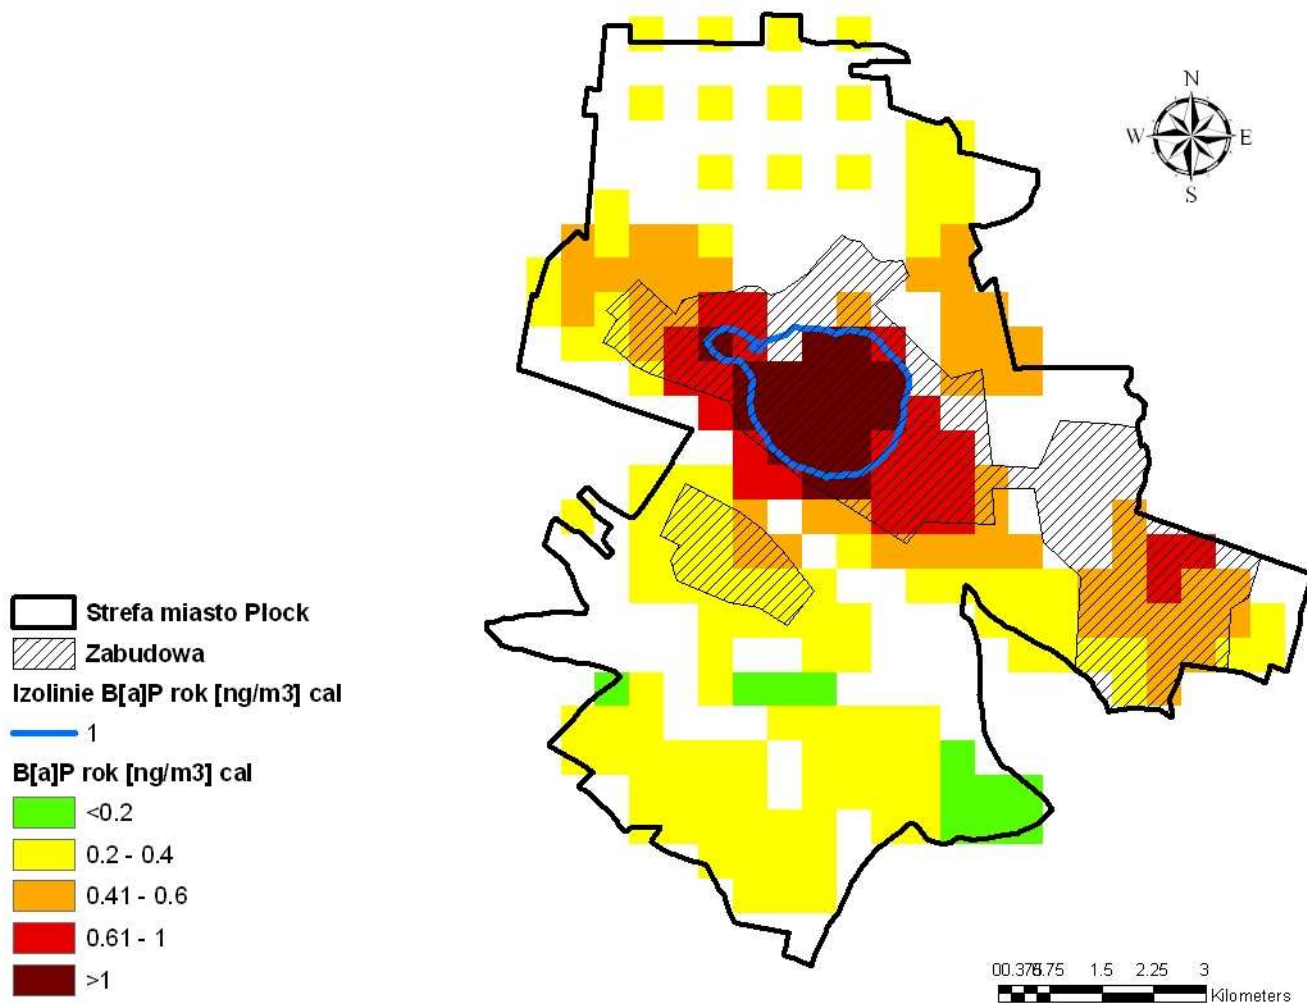 N
W E
S
Strefa miasto Płock
Zabudowa
Izolinie B[a]P rok [ng/m3] cal
1
B[a]P rok [ng/m3] cal
<0.2
0.2 - 0.4
0.41 - 0.6
0.61 - 1
>1
1.5 2.25 3
Kilometers